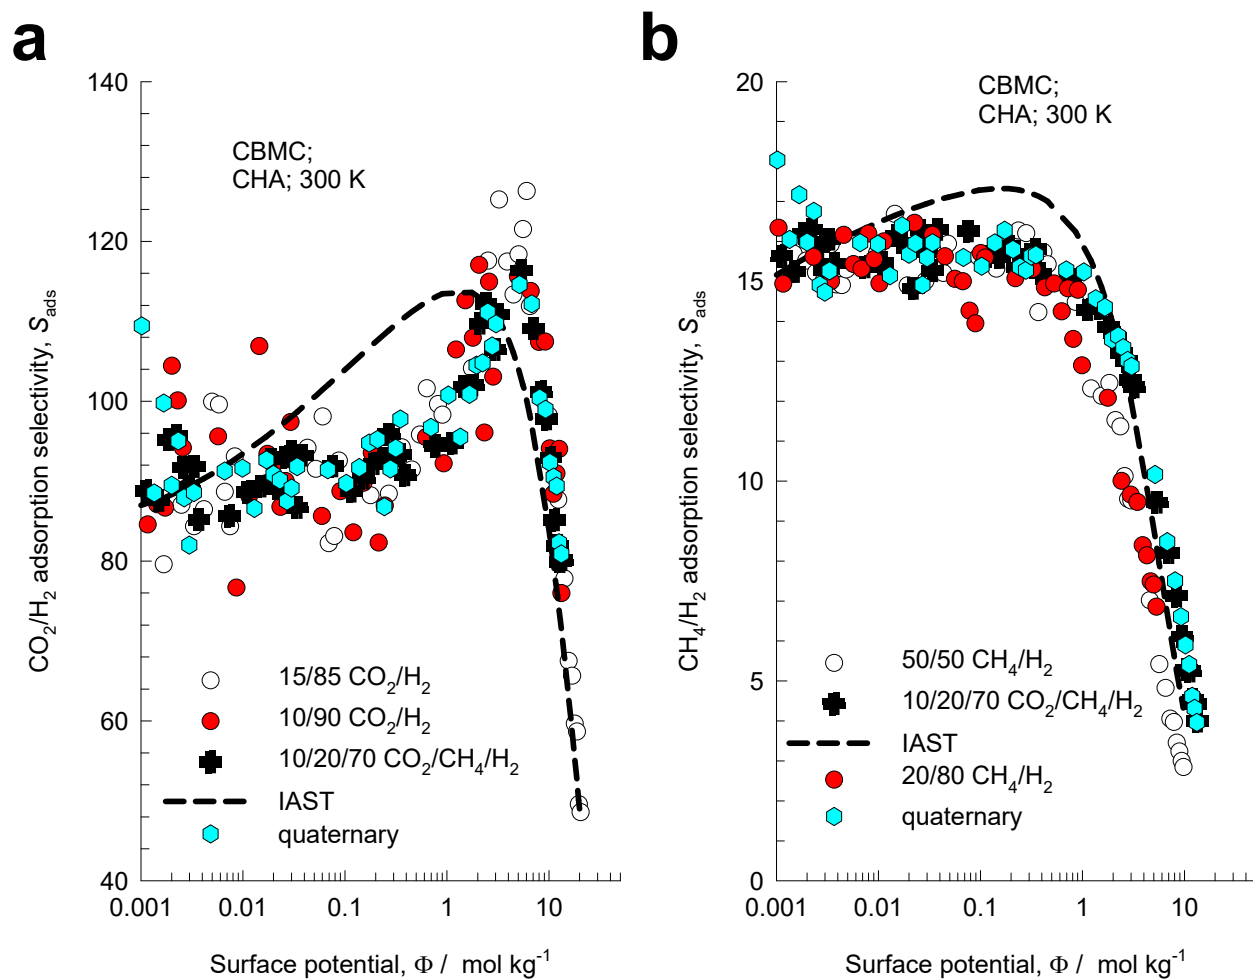 a
140
120
100
80
60
40
CO2/H2 adsorption selectivity, Sads
CBMC;
CHA; 300 K
15/85 CO2/H2
10/90 CO2/H2
10/20/70 CO2/CH4/H2
IAST
quaternary
0.001 0.01 0.1 1 10
Surface potential, Φ / mol kg-1
b
20
15
10
5
0
CH4/H2 adsorption selectivity, Sads
CBMC;
CHA; 300 K
50/50 CH4/H2
10/20/70 CO2/CH4/H2
IAST
20/80 CH4/H2
quaternary
0.001 0.01 0.1 1 10
Surface potential, Φ / mol kg-1